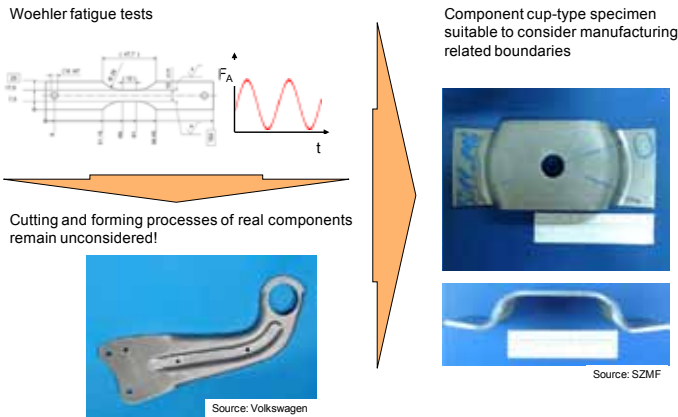 Woehler fatigue tests
F_A
t
Cutting and forming processes of real components
remain unconsidered!
Source: Volkswagen
Component cup-type specimen
suitable to consider manufacturing
related boundaries
Source: SZMF